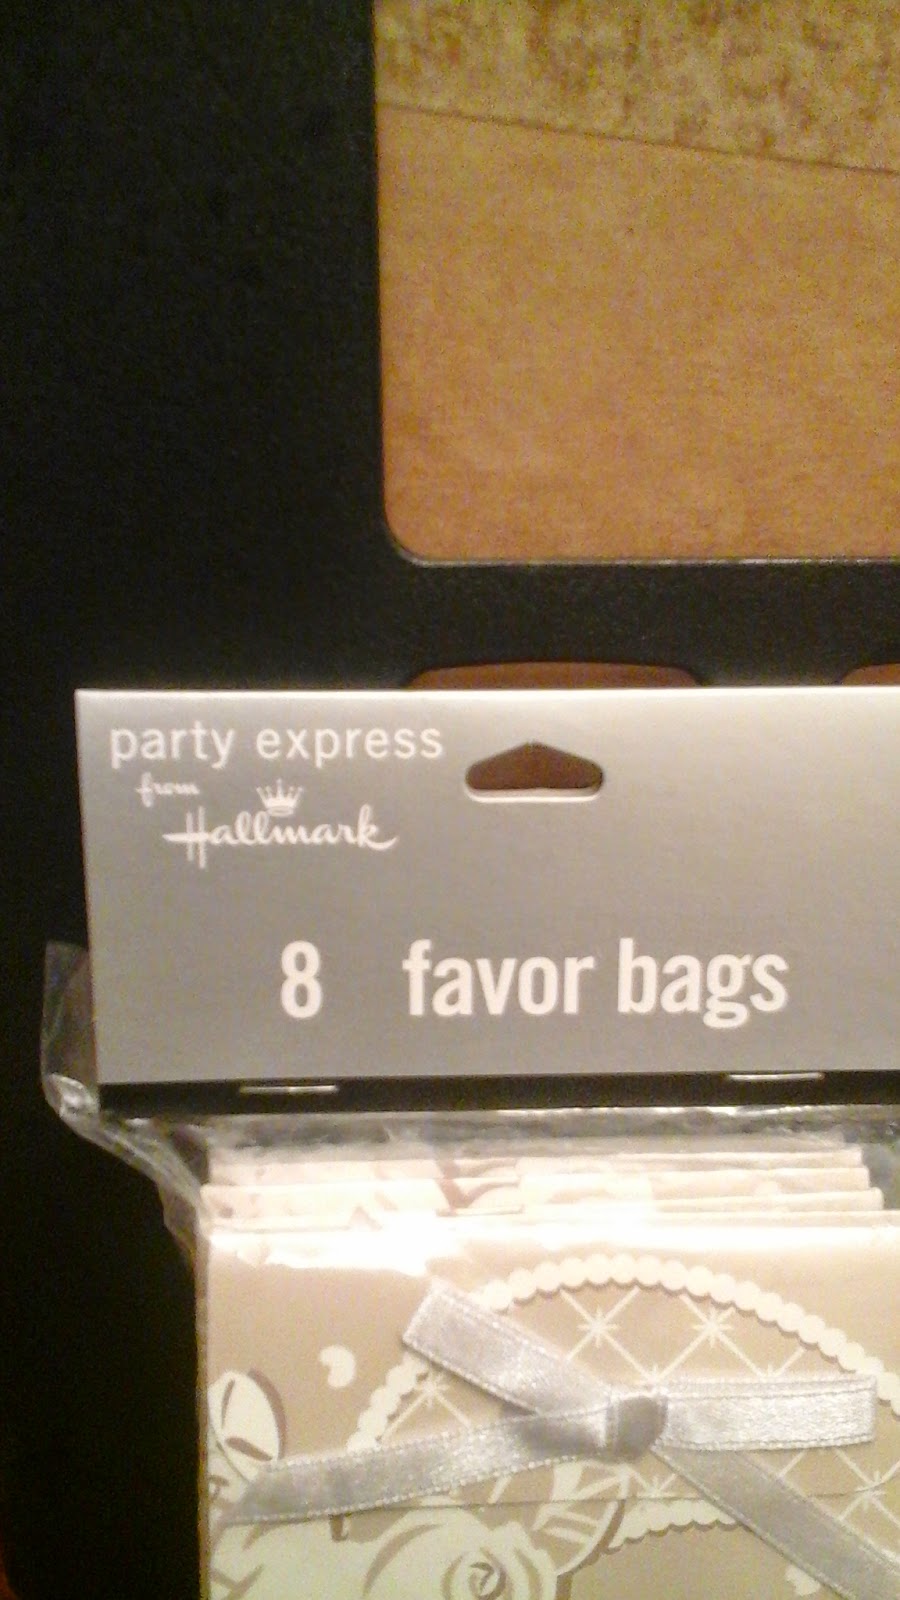 party express
from
Hallmark
8 favor bags